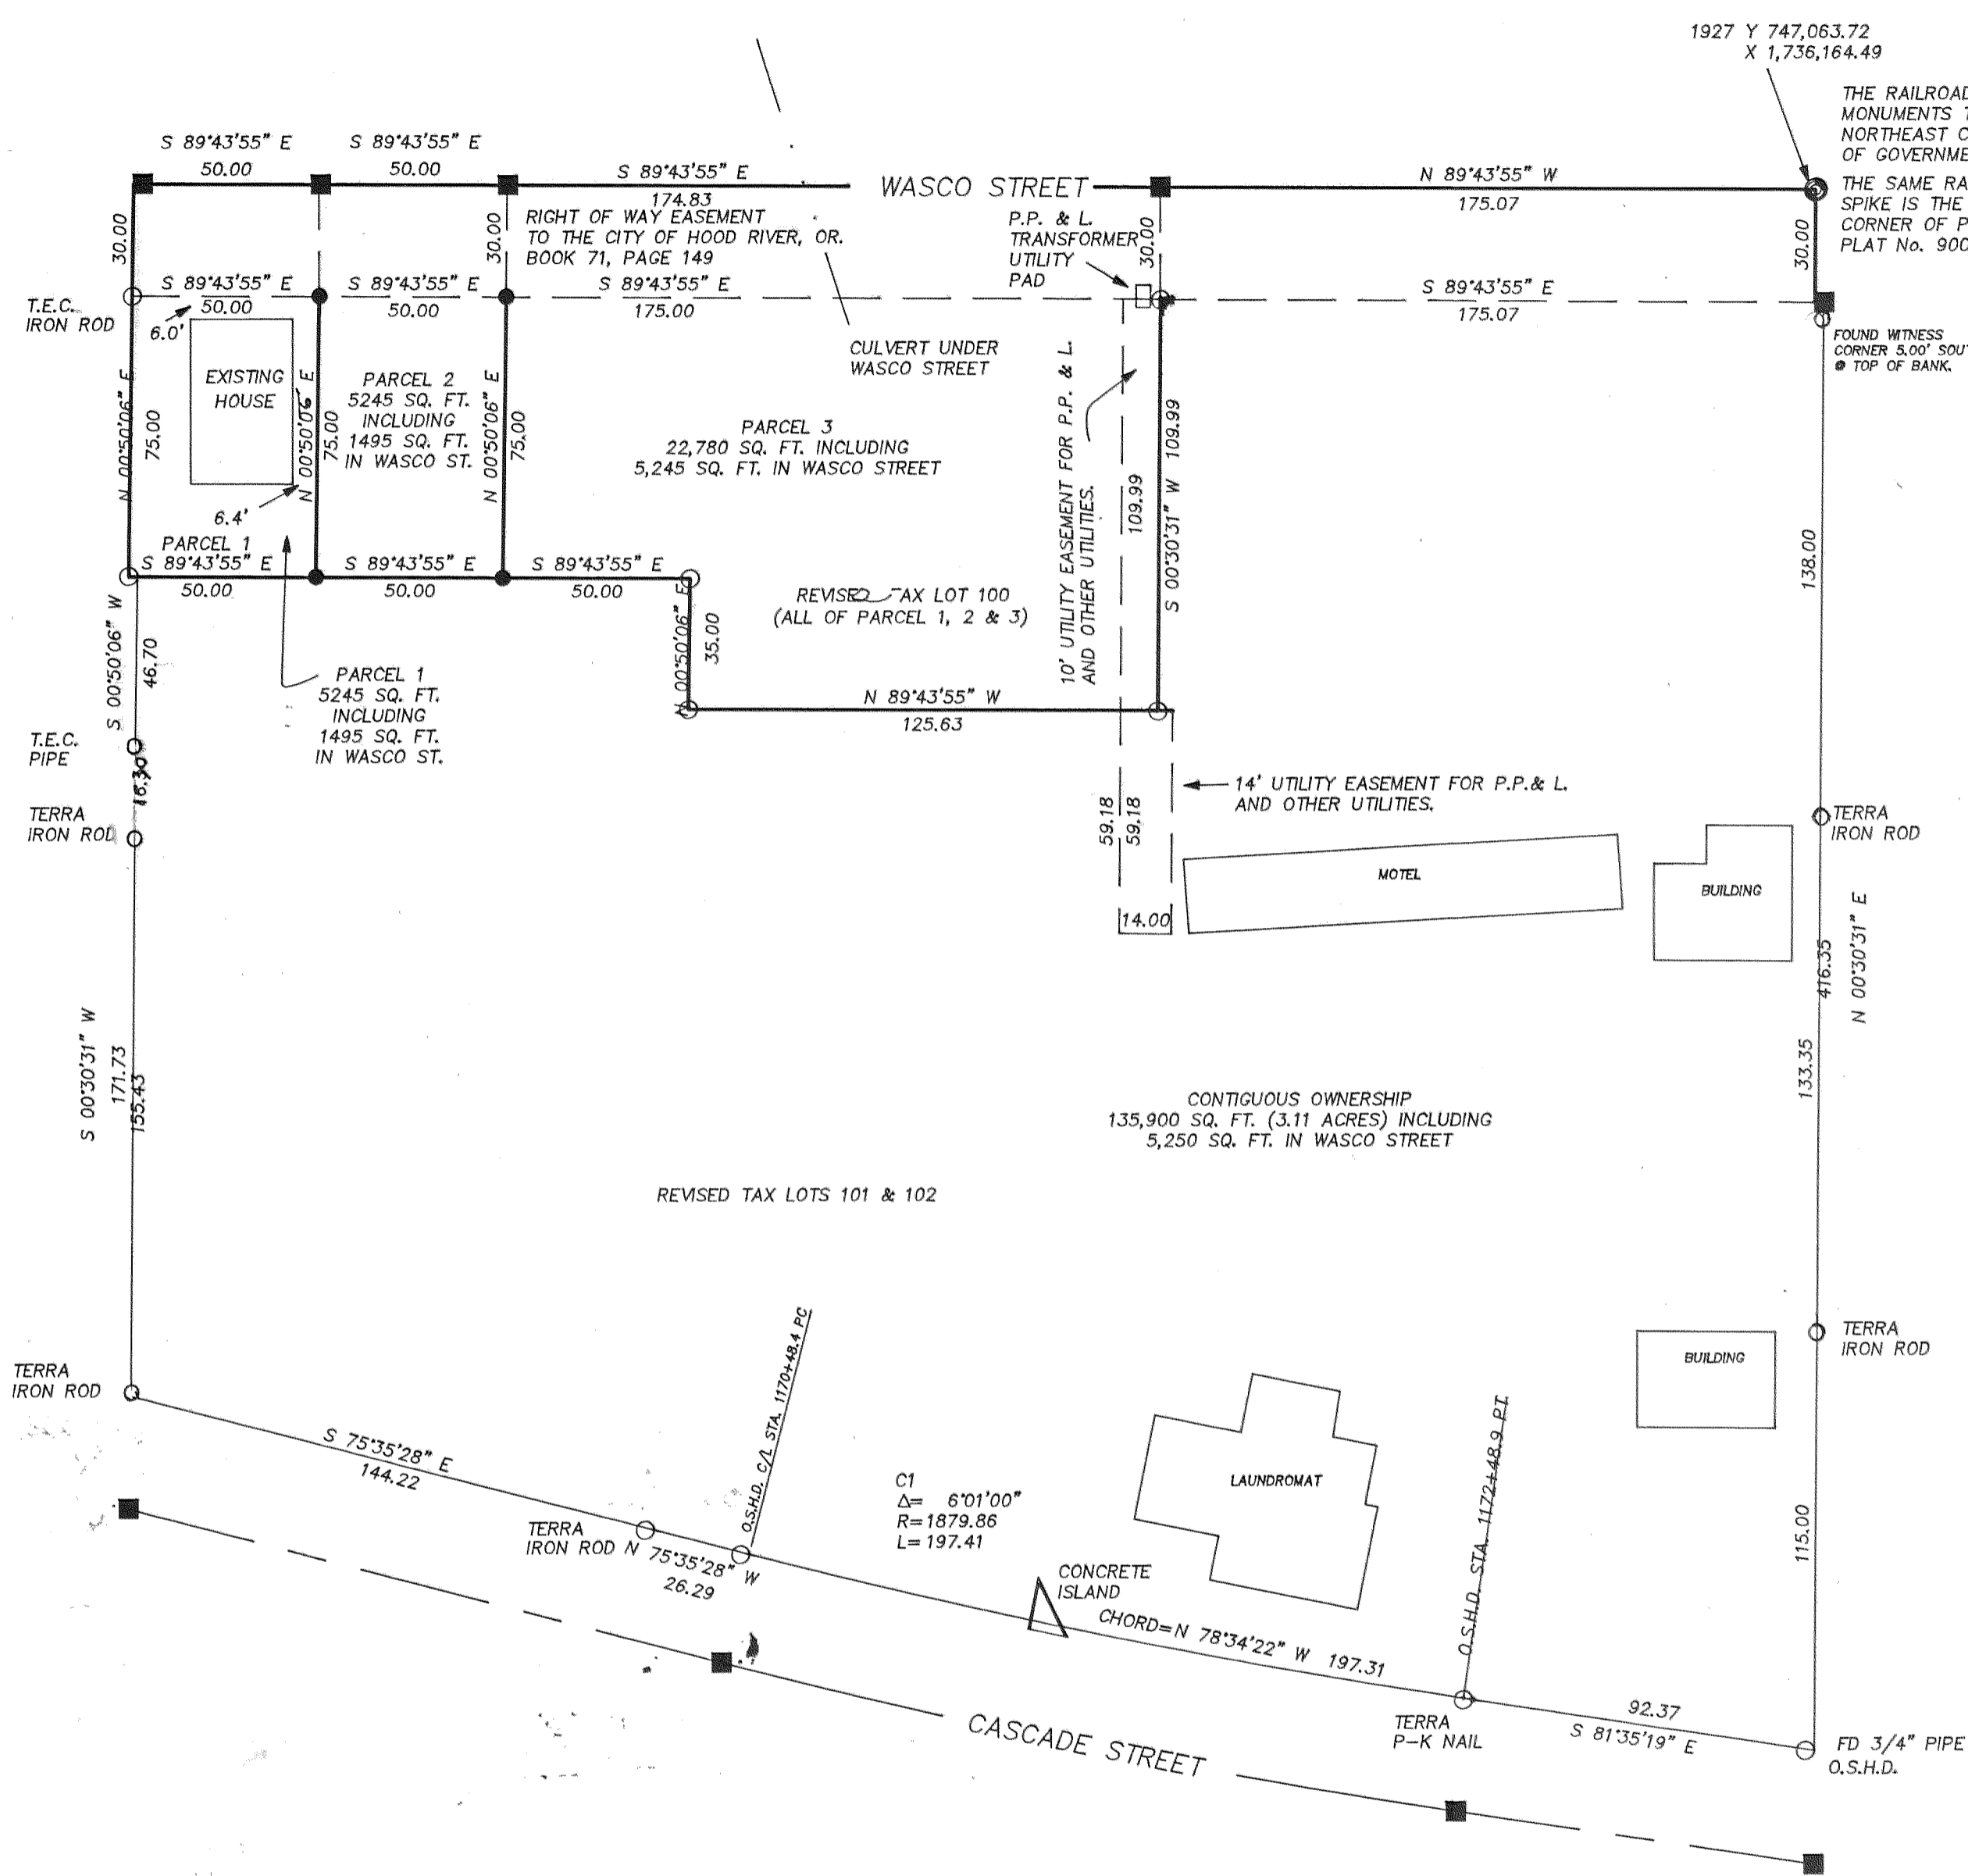 1927 Y 747,063.72
X 1,736,164.49
THE RAILROAD
MONUMENTS T
NORTHEAST C
OF GOVERNME
THE SAME RA
SPIKE IS THE
CORNER OF P
PLAT No. 900
S 89°43'55" E
50.00
S 89°43'55" E
50.00
S 89°43'55" E
174.83
WASCO STREET
N 89°43'55" W
175.07
30.00
30.00
RIGHT OF WAY EASEMENT
TO THE CITY OF HOOD RIVER, OR.
BOOK 71, PAGE 149
P.P. & L.
TRANSFORMER
UTILITY
PAD
30.00
30.00
T.E.C.
IRON ROD
S 89°43'55" E
50.00
S 89°43'55" E
50.00
S 89°43'55" E
175.00
S 89°43'55" E
175.07
6.0'
EXISTING
HOUSE
CULVERT UNDER
WASCO STREET
FOUND WITNESS
CORNER 5.00' SOU
@ TOP OF BANK.
N 00°50'06" E
75.00
N 00°50'06" E
75.00
PARCEL 2
5245 SQ. FT.
INCLUDING
1495 SQ. FT.
IN WASCO ST.
N 00°50'06" E
75.00
PARCEL 3
22,780 SQ. FT. INCLUDING
5,245 SQ. FT. IN WASCO STREET
10' UTILITY EASEMENT FOR P.P. & L.
AND OTHER UTILITIES.
109.99
S 00°30'31" W 109.99
6.4'
PARCEL 1
S 89°43'55" E
50.00
S 89°43'55" E
50.00
S 89°43'55" E
50.00
138.00
REVISED TAX LOT 100
(ALL OF PARCEL 1, 2 & 3)
S 00°50'06" W
46.70
N 00°50'06" E
35.00
PARCEL 1
5245 SQ. FT.
INCLUDING
1495 SQ. FT.
IN WASCO ST.
N 89°43'55" W
125.63
T.E.C.
PIPE
16.30
TERRA
IRON ROD
59.18
59.18
14' UTILITY EASEMENT FOR P.P.& L.
AND OTHER UTILITIES.
TERRA
IRON ROD
MOTEL
BUILDING
14.00
416.35
N 00°30'31" E
S 00°30'31" W
171.73
155.43
133.35
CONTIGUOUS OWNERSHIP
135,900 SQ. FT. (3.11 ACRES) INCLUDING
5,250 SQ. FT. IN WASCO STREET
REVISED TAX LOTS 101 & 102
TERRA
IRON ROD
BUILDING
TERRA
IRON ROD
O.S.H.D. C/L STA. 1170+48.4 PC
S 75°35'28" E
144.22
C1
Δ= 6°01'00"
R=1879.86
L=197.41
LAUNDROMAT
O.S.H.D. STA. 1172+48.9 PT.
115.00
TERRA
IRON ROD
N 75°35'28" W
26.29
CONCRETE
ISLAND
CHORD=N 78°34'22" W 197.31
92.37
S 81°35'19" E
TERRA
P-K NAIL
FD 3/4" PIPE
O.S.H.D.
CASCADE STREET